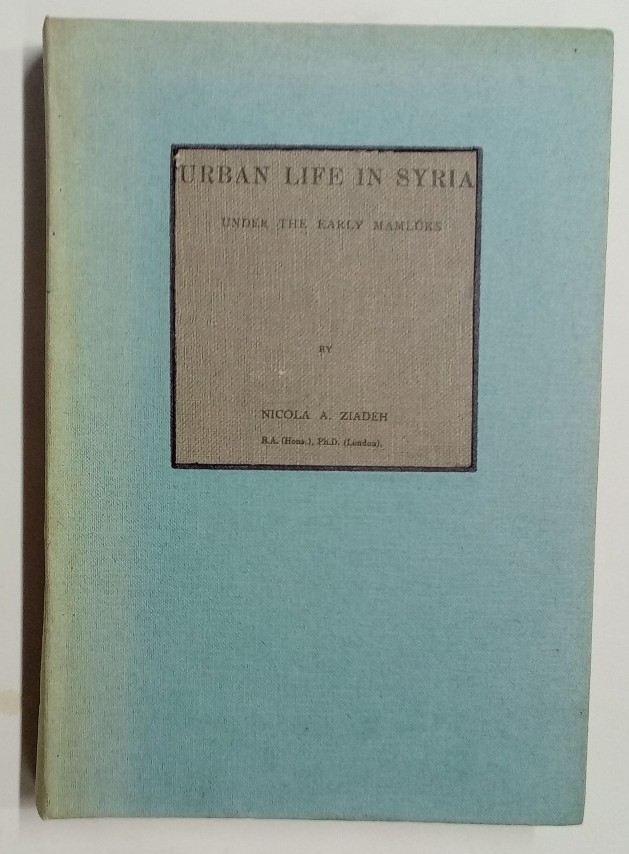 URBAN LIFE IN SYRIA
UNDER THE EARLY MAMLŪKS
BY
NICOLA A. ZIADEH
B.A. (Hons.), Ph.D. (London).